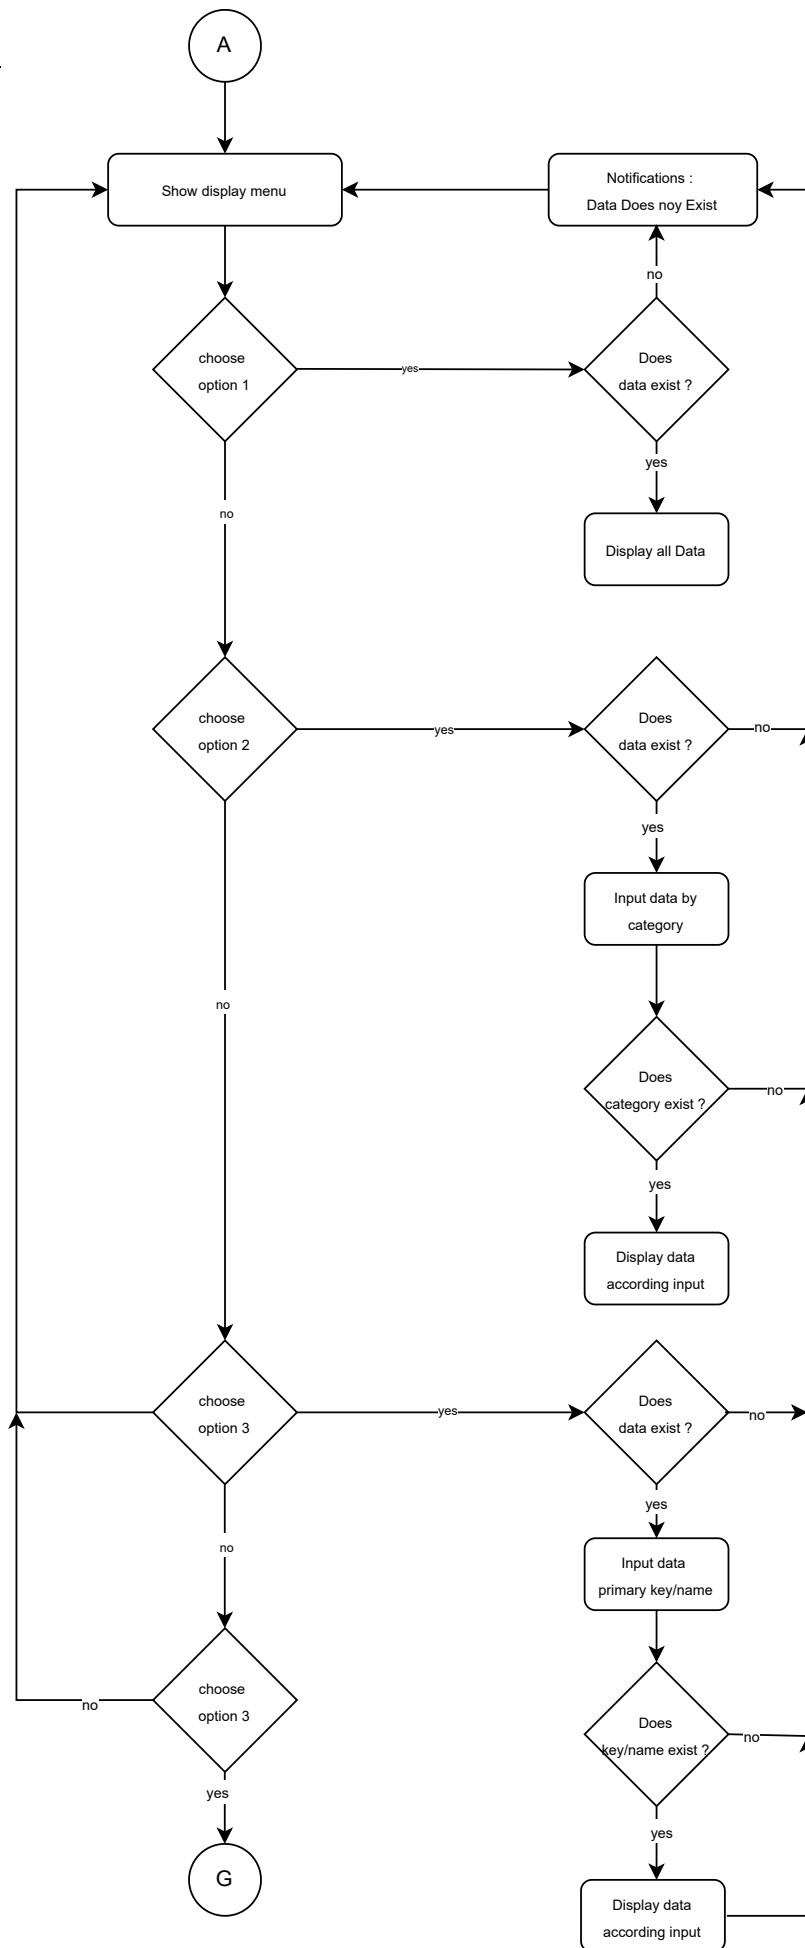 A
Show display menu
Notifications :
Data Does noy Exist
no
choose
option 1
yes
Does
data exist ?
yes
no
Display all Data
choose
option 2
yes
Does
data exist ?
no
yes
Input data by
category
no
Does
category exist ?
no
yes
Display data
according input
choose
option 3
yes
Does
data exist ?
no
yes
no
Input data
primary key/name
choose
option 3
no
Does
key/name exist ?
no
yes
yes
G
Display data
according input